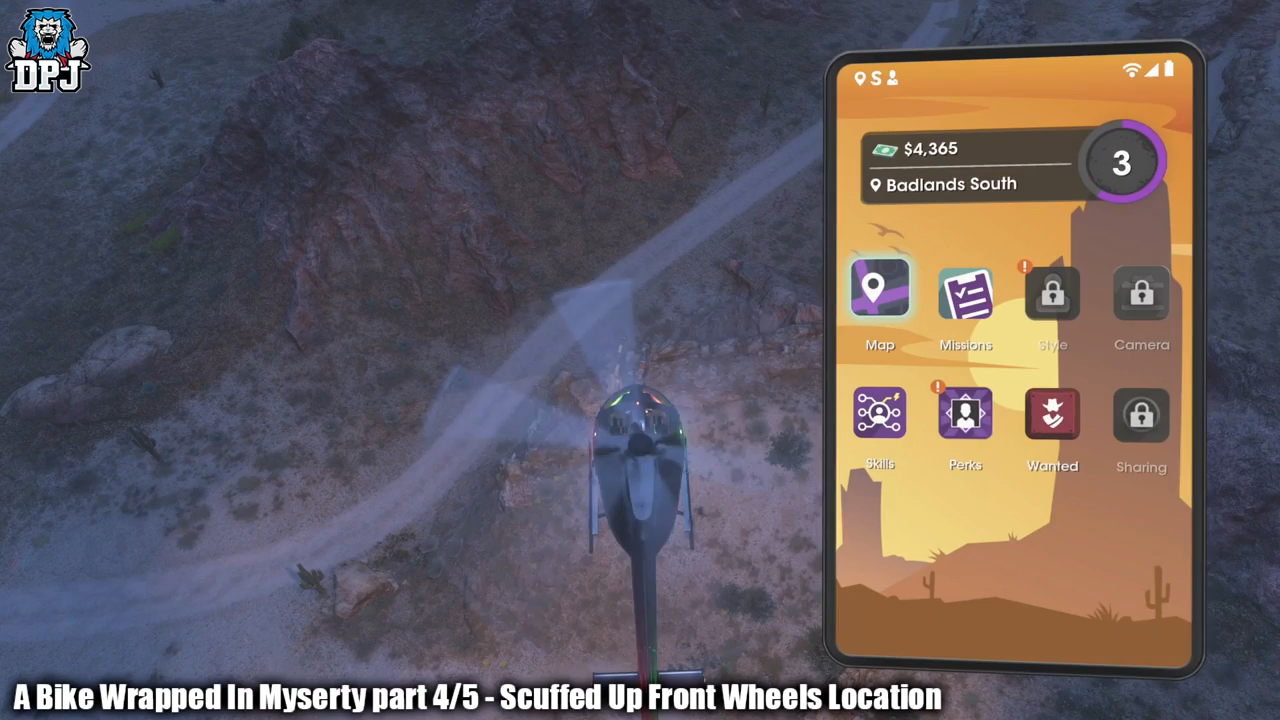 DPJ
S
$4,365
3
Badlands South
Map
Missions
Style
Camera
Skills
Perks
Wanted
Sharing
A Bike Wrapped In Myserty part 4/5 - Scuffed Up Front Wheels Location